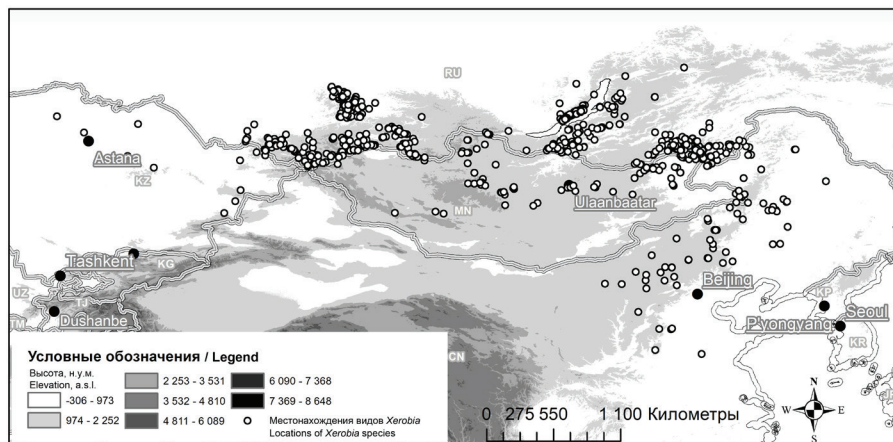 RU
Astana
KZ
MN
Ulaanbaatar
Tashkent
KG
UZ
TJ
TM
Dushanbe
Beijing
KP
P'yongyang
Seoul
KR
CN
Условные обозначения / Legend
Высота, н.у.м.
Elevation, a.s.l.
-306 - 973
974 - 2 252
2 253 - 3 531
3 532 - 4 810
4 811 - 6 089
6 090 - 7 368
7 369 - 8 648
Местонахождения видов Xerobia
Locations of Xerobia species
0 275 550 1 100 Километры
N
W E
S